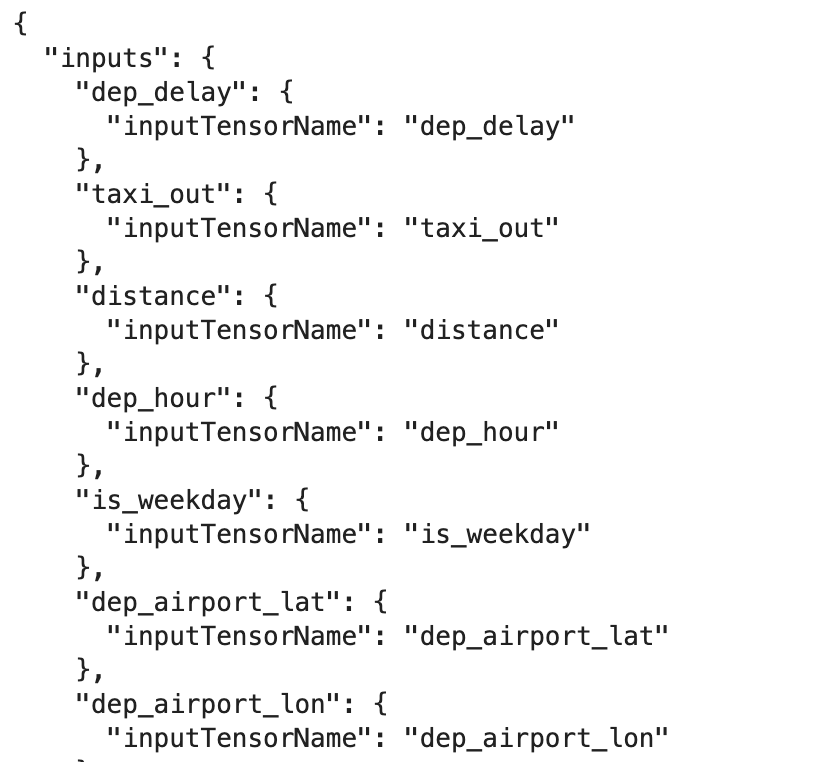 {
  "inputs": {
    "dep_delay": {
      "inputTensorName": "dep_delay"
    },
    "taxi_out": {
      "inputTensorName": "taxi_out"
    },
    "distance": {
      "inputTensorName": "distance"
    },
    "dep_hour": {
      "inputTensorName": "dep_hour"
    },
    "is_weekday": {
      "inputTensorName": "is_weekday"
    },
    "dep_airport_lat": {
      "inputTensorName": "dep_airport_lat"
    },
    "dep_airport_lon": {
      "inputTensorName": "dep_airport_lon"